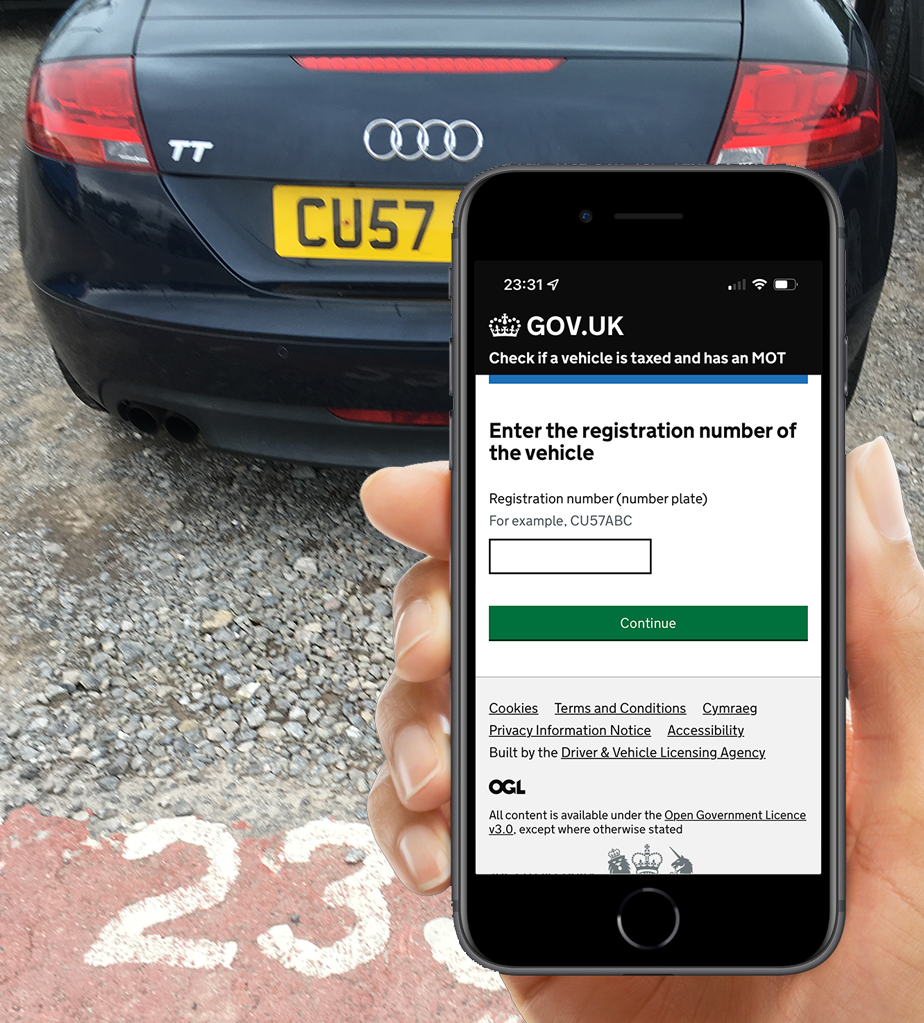 TT
CU57
23:31
GOV.UK
Check if a vehicle is taxed and has an MOT
Enter the registration number of
the vehicle
Registration number (number plate)
For example, CU57ABC
Continue
Cookies Terms and Conditions Cymraeg
Privacy Information Notice Accessibility
Built by the Driver & Vehicle Licensing Agency
OGL
All content is available under the Open Government Licence
v3.0, except where otherwise stated
23